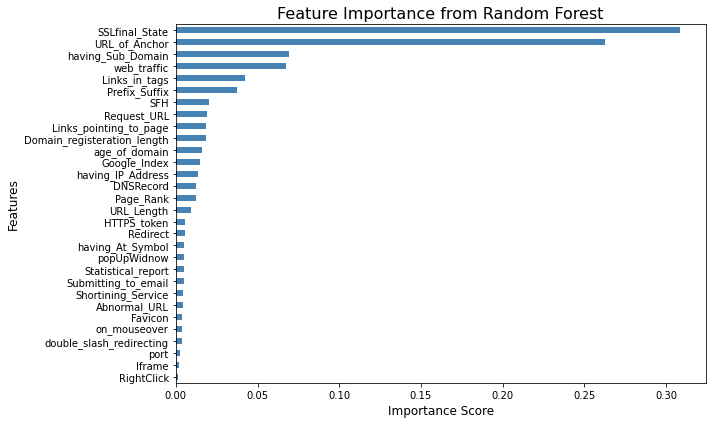 Feature Importance from Random Forest
SSLfinal_State
URL_of_Anchor
having_Sub_Domain
web_traffic
Links_in_tags
Prefix_Suffix
SFH
Request_URL
Links_pointing_to_page
Domain_registeration_length
age_of_domain
Google_Index
having_IP_Address
DNSRecord
Page_Rank
URL_Length
HTTPS_token
Redirect
having_At_Symbol
popUpWidnow
Statistical_report
Submitting_to_email
Shortining_Service
Abnormal_URL
Favicon
on_mouseover
double_slash_redirecting
port
Iframe
RightClick
Features
0.00 0.05 0.10 0.15 0.20 0.25 0.30
Importance Score